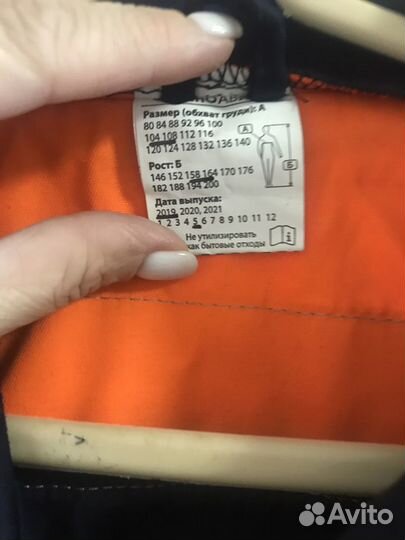 Размер (обхват груди): А
80 84 88 92 96 100
104 108 112 116
120 124 128 132 136 140
А
Рост: Б
146 152 158 164 170 176
182 188 194 200
Б
Дата выпуска:
2019, 2020, 2021
1 2 3 4 5 6 7 8 9 10 11 12
Не утилизировать
как бытовые отходы
i
Avito